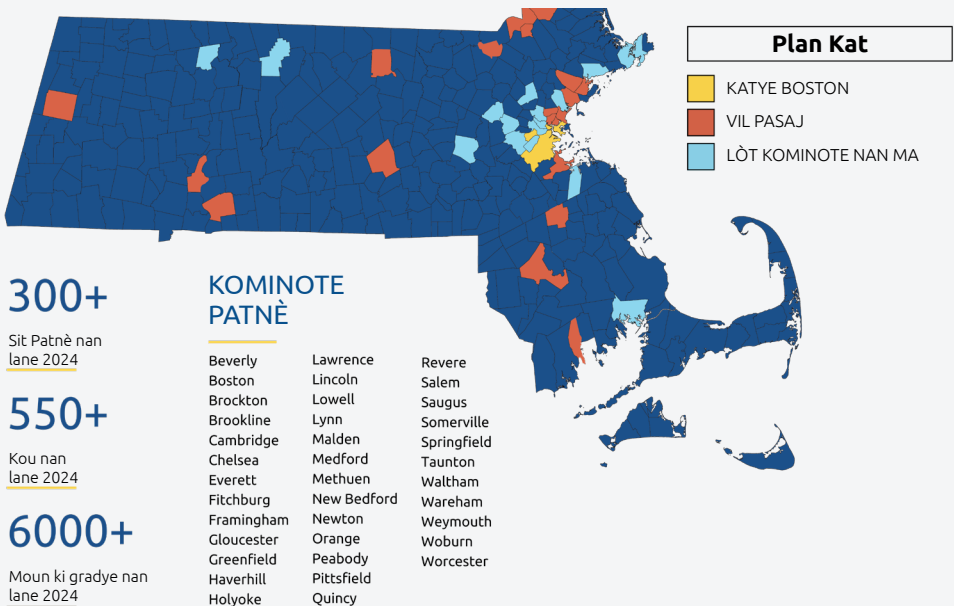 Plan Kat
KATYE BOSTON
VIL PASAJ
LÒT KOMINOTE NAN MA
300+
Sit Patnè nan
lane 2024
550+
Kou nan
lane 2024
6000+
Moun ki gradye nan
lane 2024
KOMINOTE
PATNÈ
Beverly
Boston
Brockton
Brookline
Cambridge
Chelsea
Everett
Fitchburg
Framingham
Gloucester
Greenfield
Haverhill
Holyoke
Lawrence
Lincoln
Lowell
Lynn
Malden
Medford
Methuen
New Bedford
Newton
Orange
Peabody
Pittsfield
Quincy
Revere
Salem
Saugus
Somerville
Springfield
Taunton
Waltham
Wareham
Weymouth
Woburn
Worcester